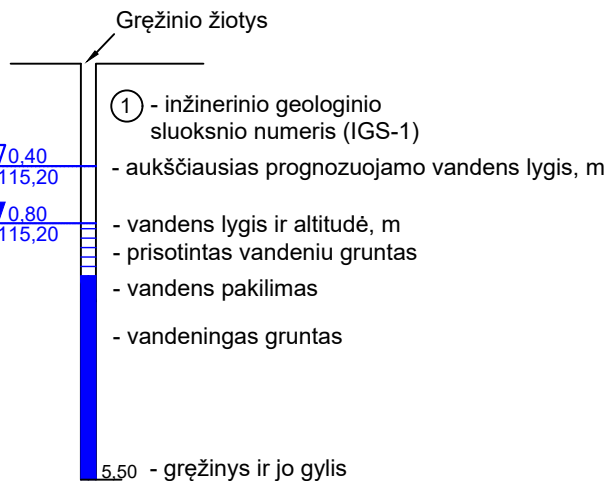 Gręžinio žiotys
1 - inžinerinio geologinio
sluoksnio numeris (IGS-1)
0,40
115,20
- aukščiausias prognozuojamo vandens lygis, m
0,80
115,20
- vandens lygis ir altitudė, m
- prisotintas vandeniu gruntas
- vandens pakilimas
- vandeningas gruntas
5,50 - gręžinys ir jo gylis